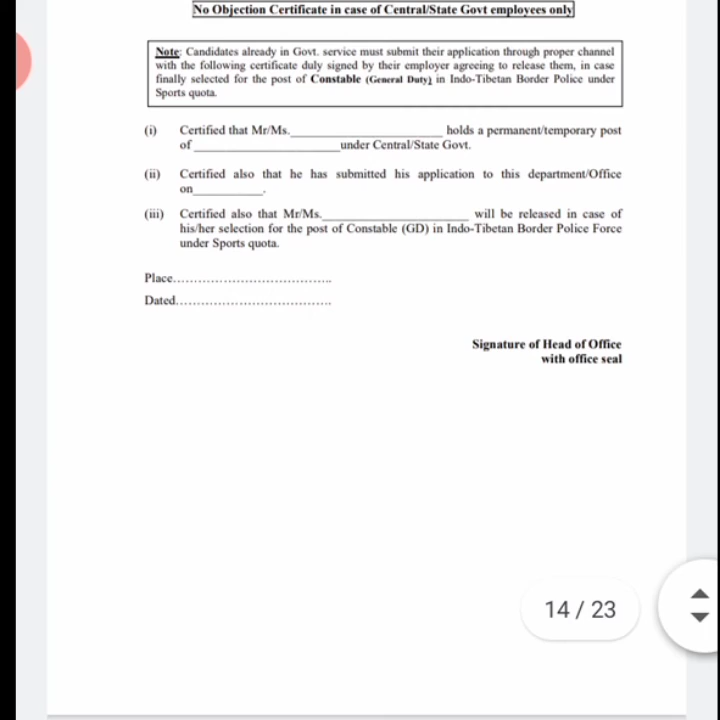 No Objection Certificate in case of Central/State Govt employees only
Note: Candidates already in Govt. service must submit their application through proper channel
with the following certificate duly signed by their employer agreeing to release them, in case
finally selected for the post of Constable (General Duty) in Indo-Tibetan Border Police under
Sports quota.
(i) Certified that Mr/Ms.______________________ holds a permanent/temporary post
of _____________________under Central/State Govt.
(ii) Certified also that he has submitted his application to this department/Office
on__________.
(iii) Certified also that Mr/Ms._____________________ will be released in case of
his/her selection for the post of Constable (GD) in Indo-Tibetan Border Police Force
under Sports quota.
Place.......................................
Dated.......................................
Signature of Head of Office
with office seal
14 / 23